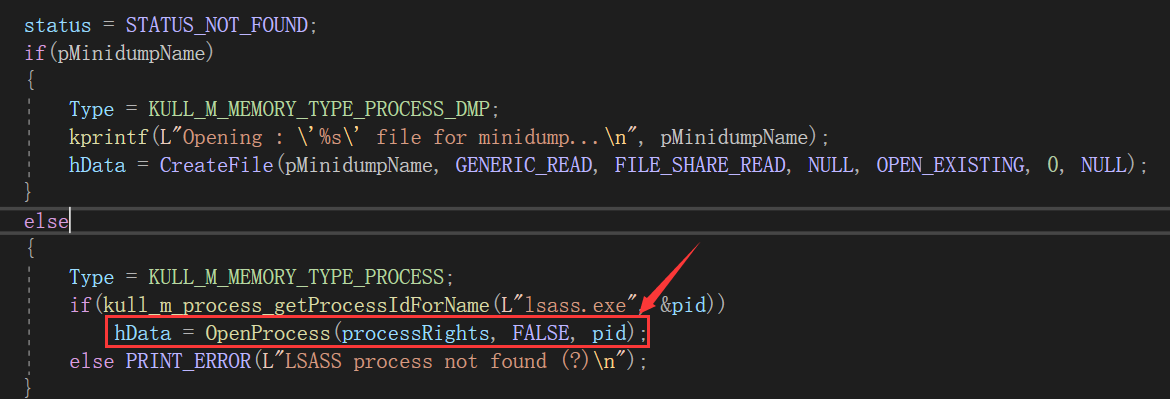 status = STATUS_NOT_FOUND;
if(pMinidumpName)
{
Type = KULL_M_MEMORY_TYPE_PROCESS_DMP;
kprintf(L"Opening : \'%s\' file for minidump...\n", pMinidumpName);
hData = CreateFile(pMinidumpName, GENERIC_READ, FILE_SHARE_READ, NULL, OPEN_EXISTING, 0, NULL);
}
else
{
Type = KULL_M_MEMORY_TYPE_PROCESS;
if(kull_m_process_getProcessIdForName(L"lsass.exe" &pid))
hData = OpenProcess(processRights, FALSE, pid);
else PRINT_ERROR(L"LSASS process not found (?)\n");
}